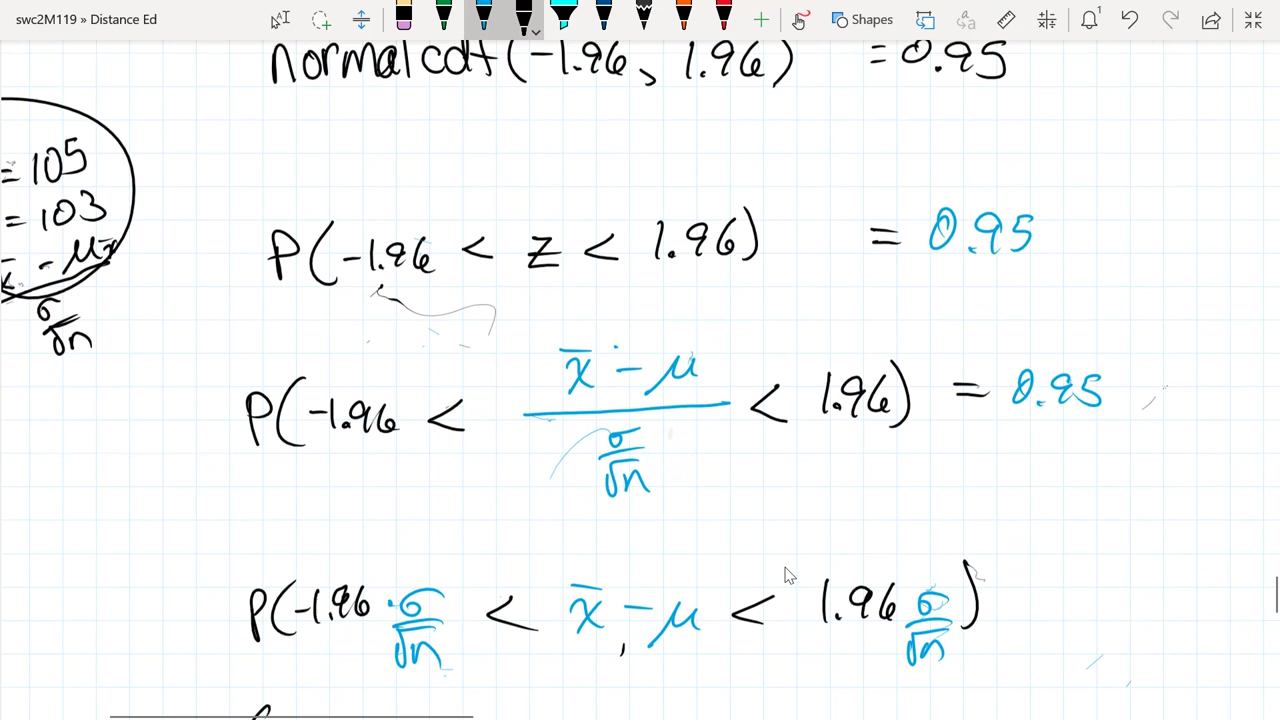 swc2M119 » Distance Ed
Shapes
normalcdf(-1.96, 1.96) = 0.95
= 105
= 103
x̄ - μx̄
σ
√n
P(-1.96 < z < 1.96) = 0.95
x̄ - μ
P(-1.96 < < 1.96) = 0.95
σ
√n
P(-1.96 · σ/√n < x̄ - μ < 1.96 σ/√n)